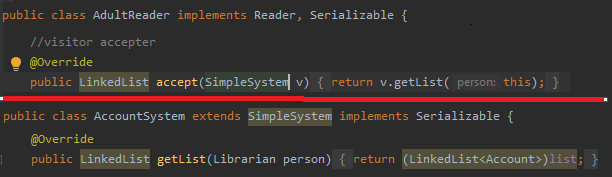 public class AdultReader implements Reader, Serializable {
//visitor accepter
@Override
public LinkedList accept(SimpleSystem v) { return v.getList( person: this); }
public class AccountSystem extends SimpleSystem implements Serializable {
@Override
public LinkedList getList(Librarian person) { return (LinkedList<Account>)list; }